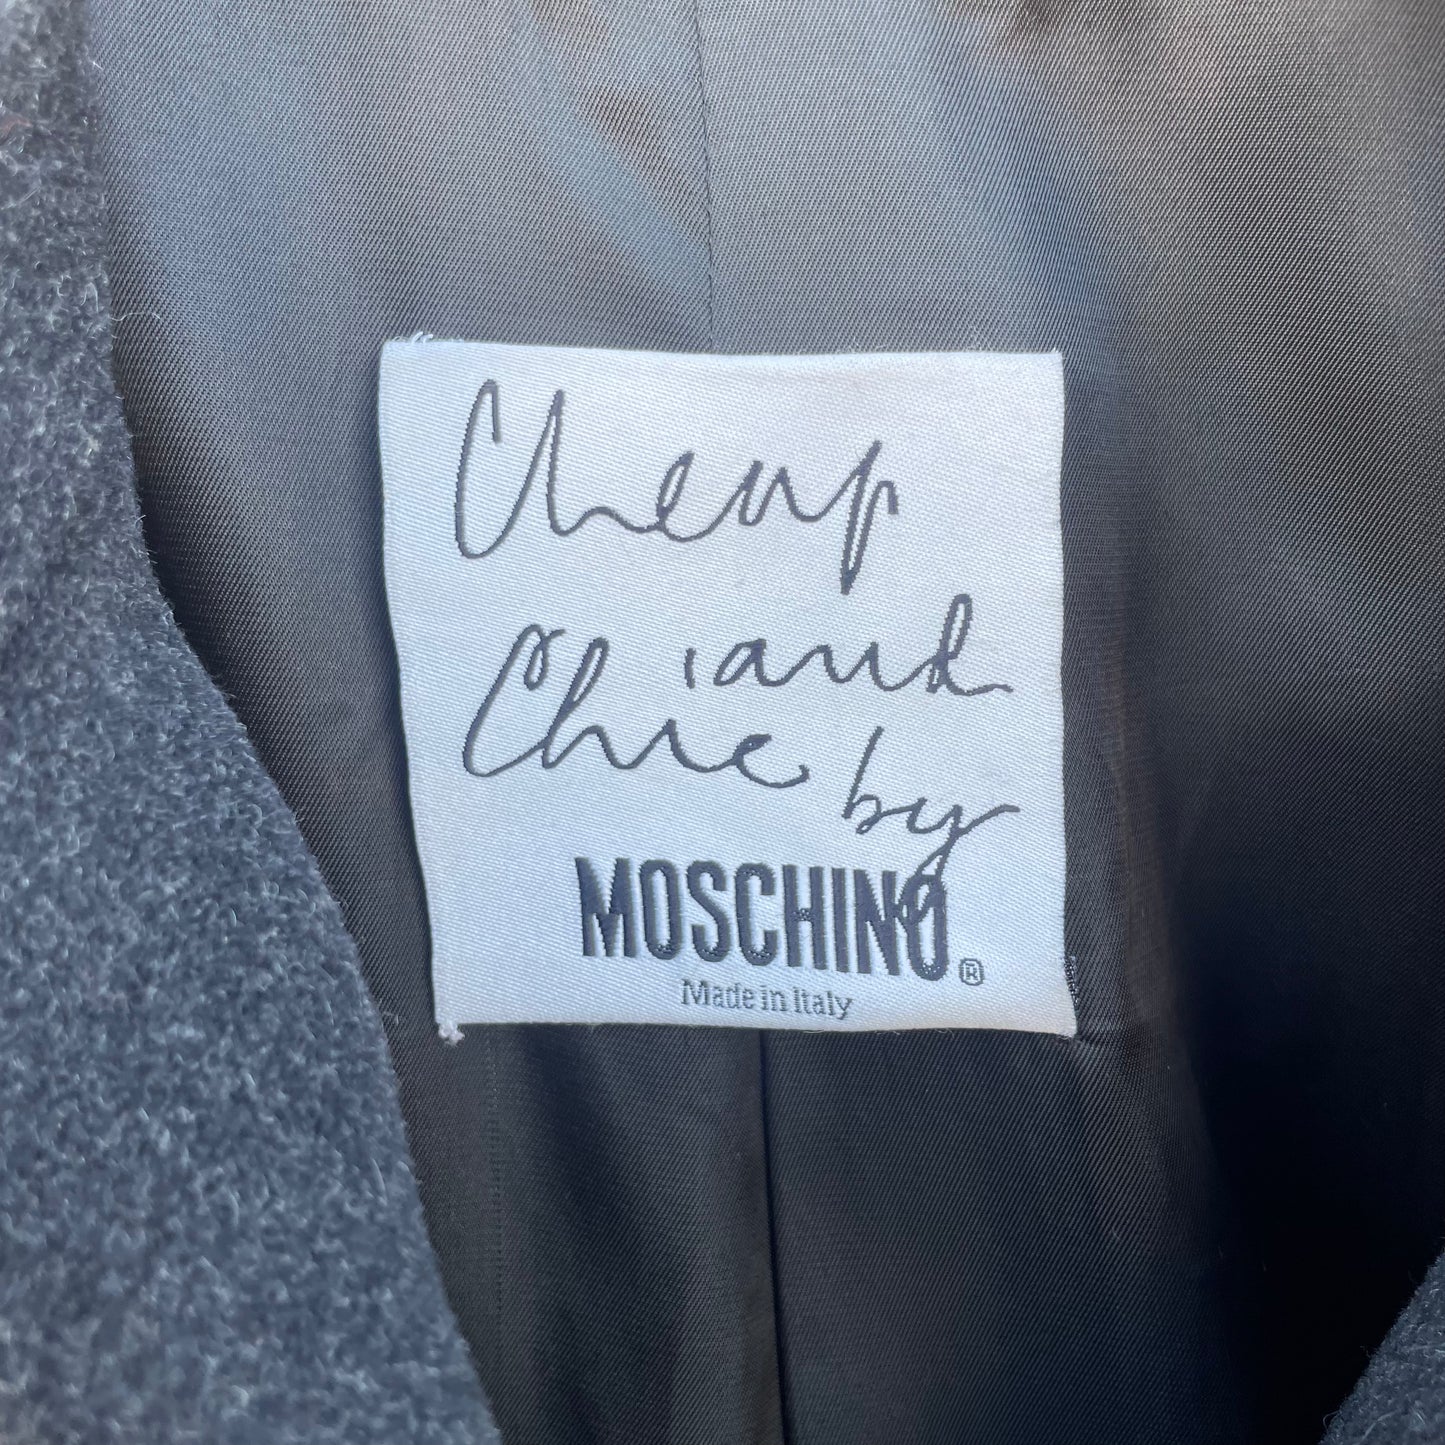 Cheap
and
Chic by
MOSCHINO®
Made in Italy